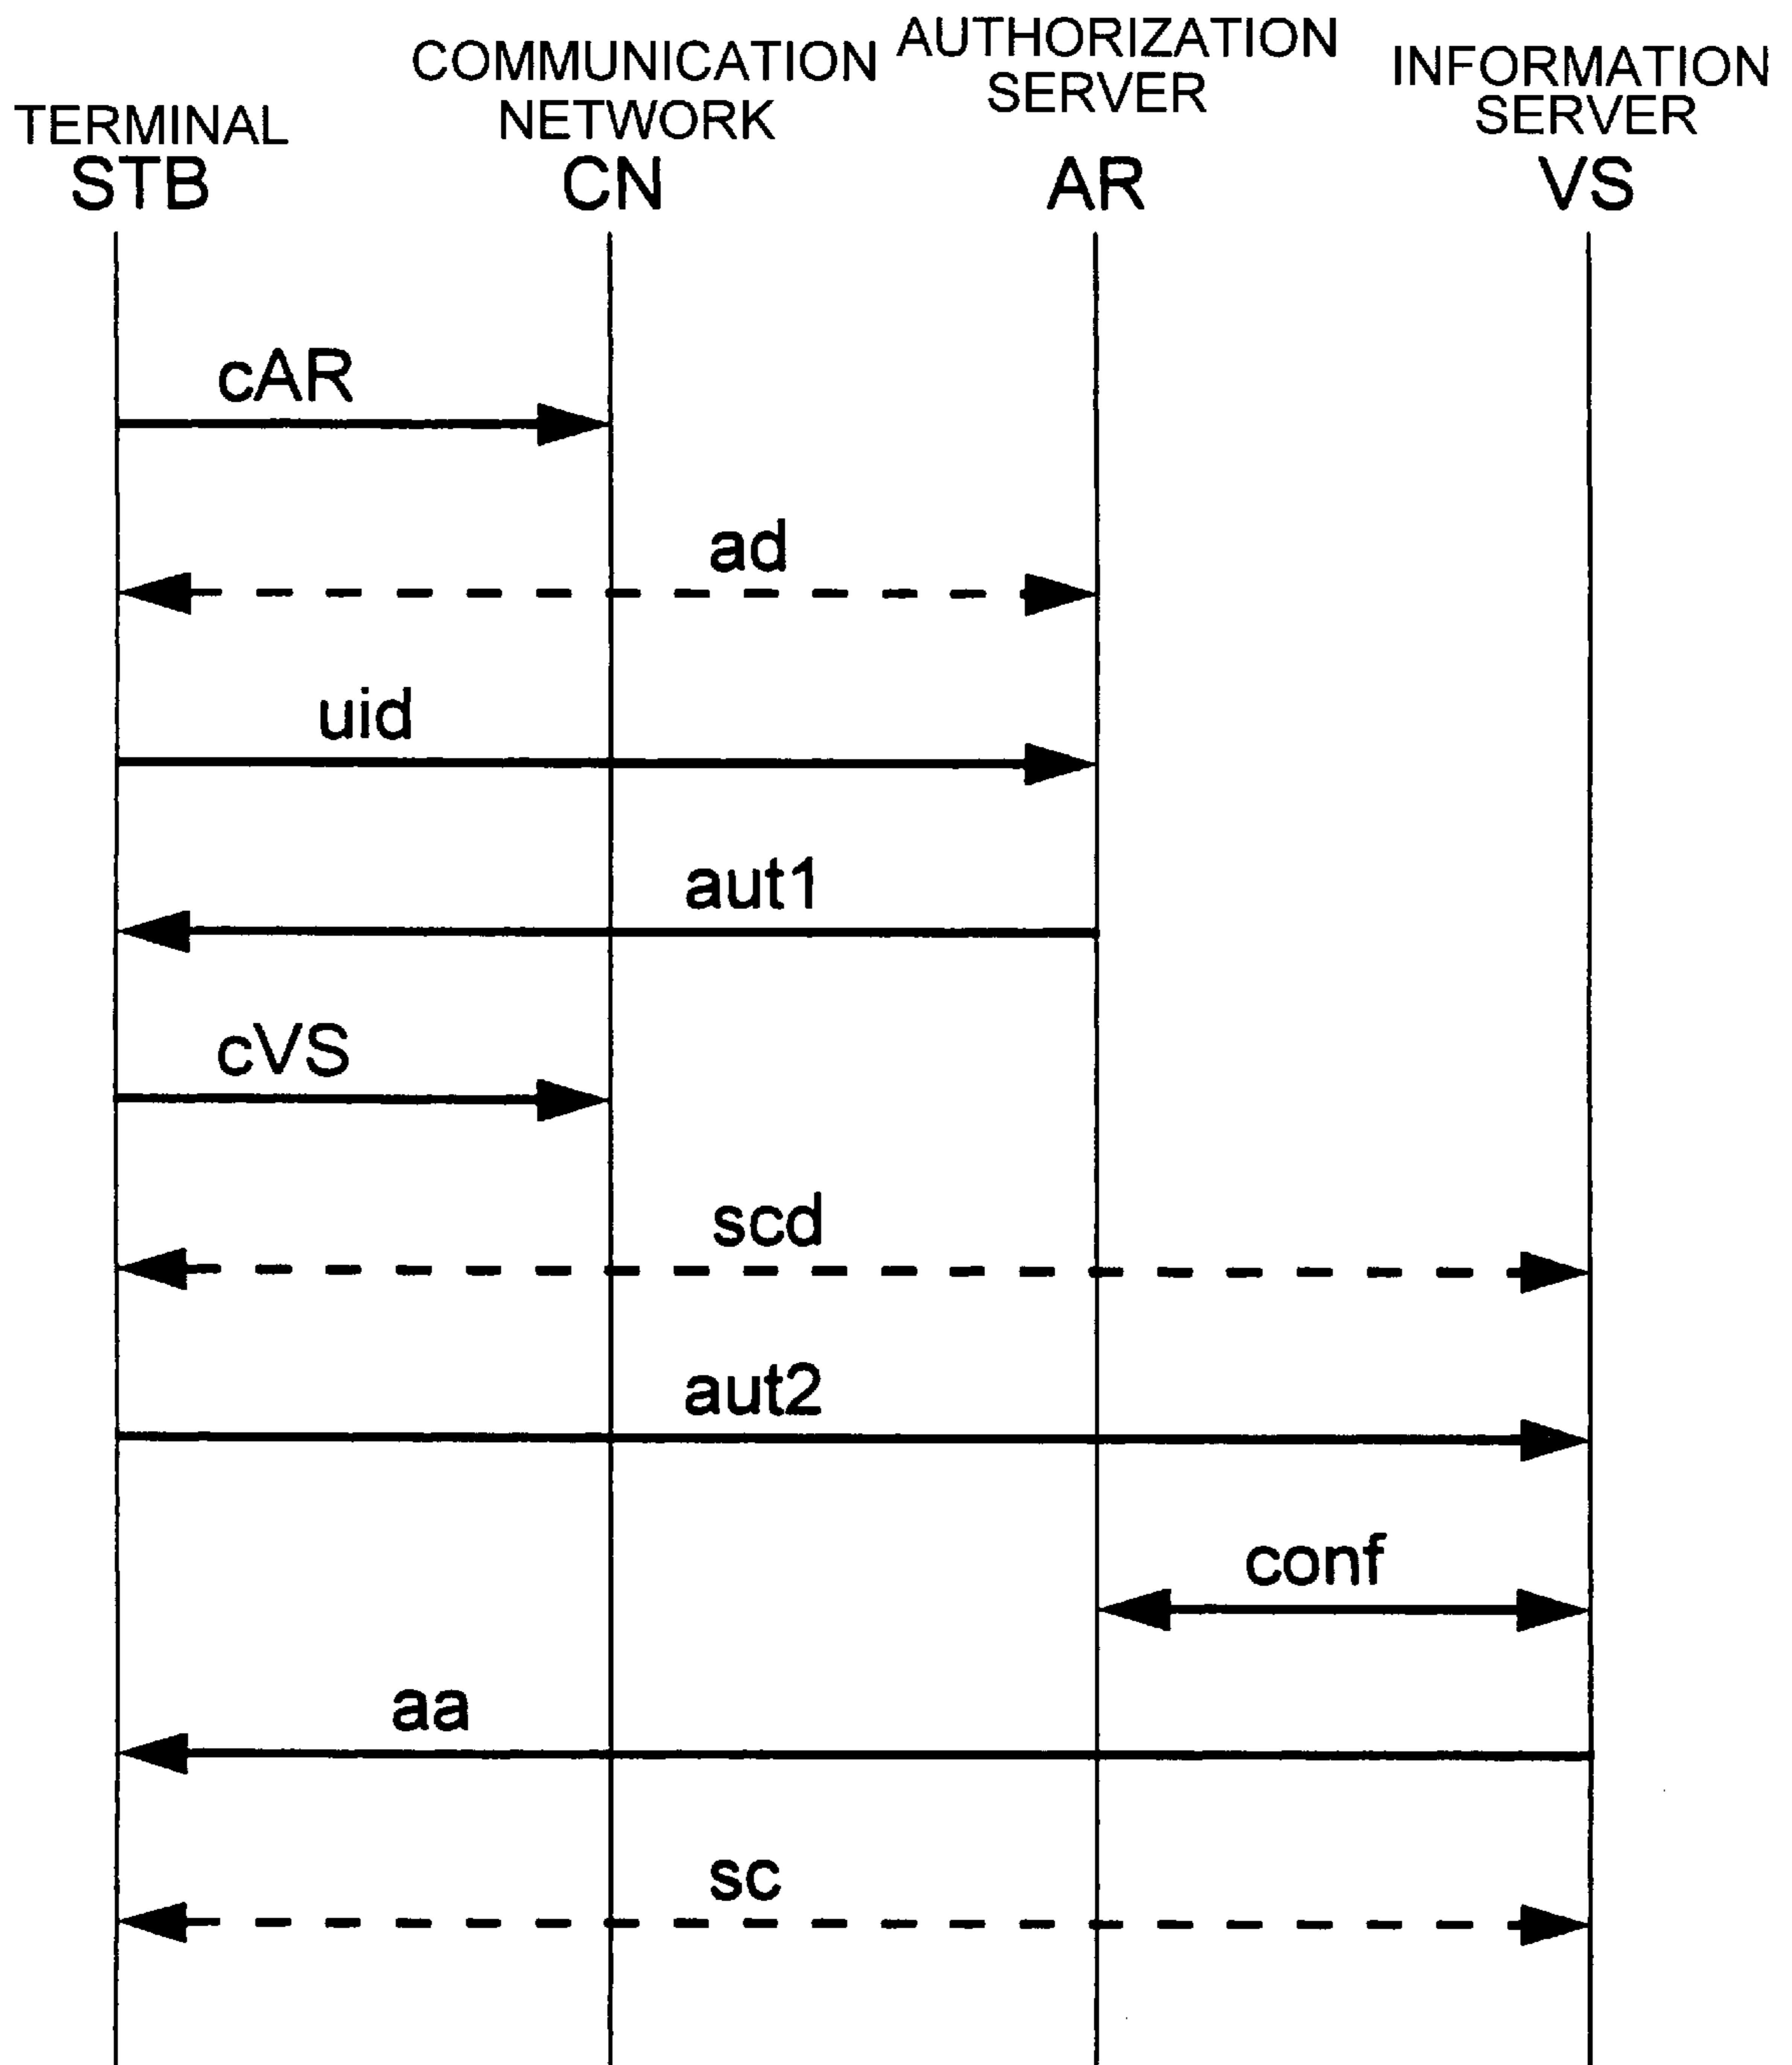 TERMINAL
STB
COMMUNICATION
NETWORK
CN
AUTHORIZATION
SERVER
AR
INFORMATION
SERVER
VS
cAR
ad
uid
aut1
cVS
scd
aut2
conf
aa
sc